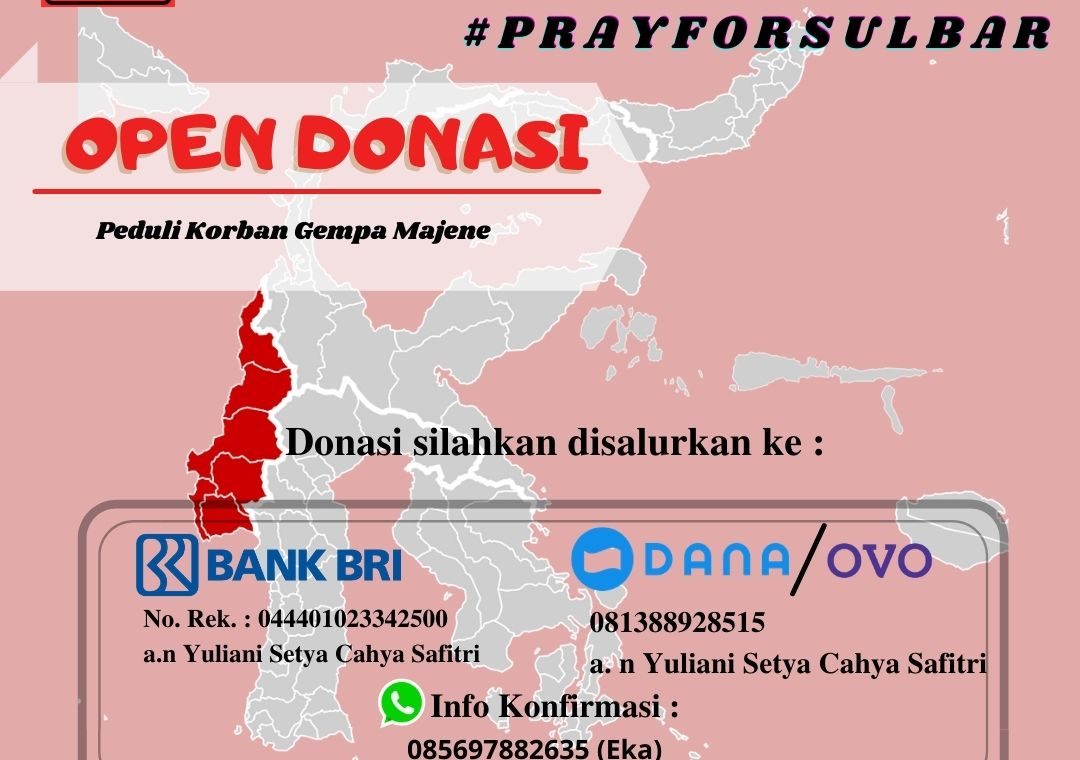 #PRAYFORSULBAR
OPEN DONASI
Peduli Korban Gempa Majene
Donasi silahkan disalurkan ke :
BANK BRI
No. Rek. : 044401023342500
a.n Yuliani Setya Cahya Safitri
DANA/OVO
081388928515
a. n Yuliani Setya Cahya Safitri
Info Konfirmasi :
085697882635 (Eka)